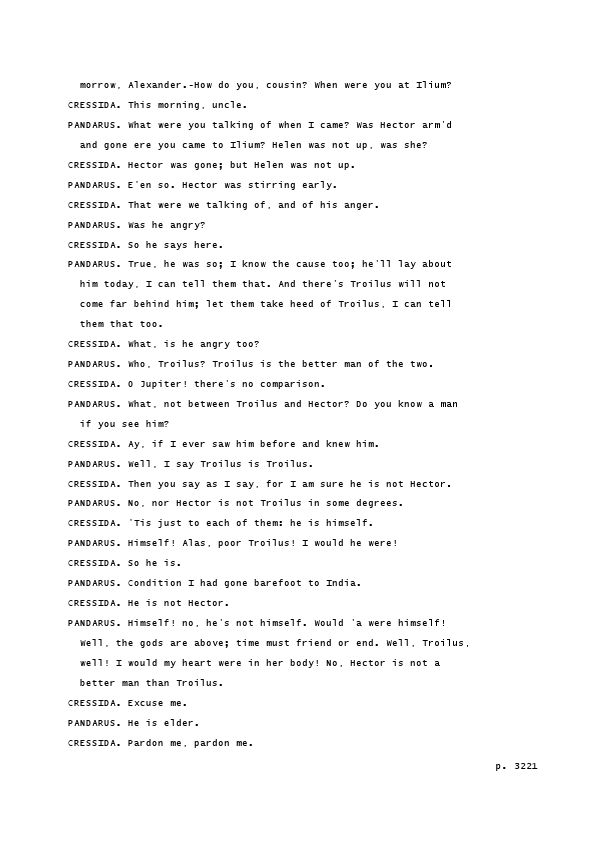 morrow, Alexander.-How do you, cousin? When were you at Ilium?
CRESSIDA. This morning, uncle.
PANDARUS. What were you talking of when I came? Was Hector arm'd
and gone ere you came to Ilium? Helen was not up, was she?
CRESSIDA. Hector was gone; but Helen was not up.
PANDARUS. E'en so. Hector was stirring early.
CRESSIDA. That were we talking of, and of his anger.
PANDARUS. Was he angry?
CRESSIDA. So he says here.
PANDARUS. True, he was so; I know the cause too; he'll lay about
him today, I can tell them that. And there's Troilus will not
come far behind him; let them take heed of Troilus, I can tell
them that too.
CRESSIDA. What, is he angry too?
PANDARUS. Who, Troilus? Troilus is the better man of the two.
CRESSIDA. O Jupiter! there's no comparison.
PANDARUS. What, not between Troilus and Hector? Do you know a man
if you see him?
CRESSIDA. Ay, if I ever saw him before and knew him.
PANDARUS. Well, I say Troilus is Troilus.
CRESSIDA. Then you say as I say, for I am sure he is not Hector.
PANDARUS. No, nor Hector is not Troilus in some degrees.
CRESSIDA. 'Tis just to each of them: he is himself.
PANDARUS. Himself! Alas, poor Troilus! I would he were!
CRESSIDA. So he is.
PANDARUS. Condition I had gone barefoot to India.
CRESSIDA. He is not Hector.
PANDARUS. Himself! no, he's not himself. Would 'a were himself!
Well, the gods are above; time must friend or end. Well, Troilus,
well! I would my heart were in her body! No, Hector is not a
better man than Troilus.
CRESSIDA. Excuse me.
PANDARUS. He is elder.
CRESSIDA. Pardon me, pardon me.
p. 3221